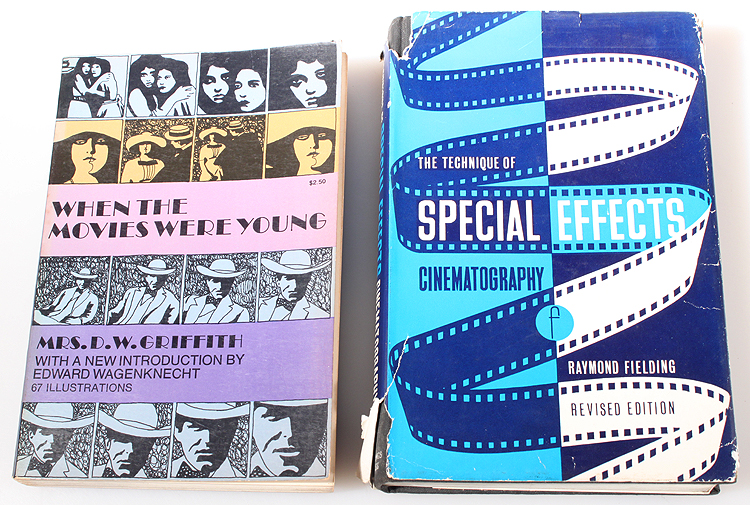 $2.50
WHEN THE
MOVIES WERE YOUNG
MRS. D.W. GRIFFITH
WITH A NEW INTRODUCTION BY
EDWARD WAGENKNECHT
67 ILLUSTRATIONS
THE TECHNIQUE OF
SPECIAL EFFECTS
CINEMATOGRAPHY
f
RAYMOND FIELDING
REVISED EDITION